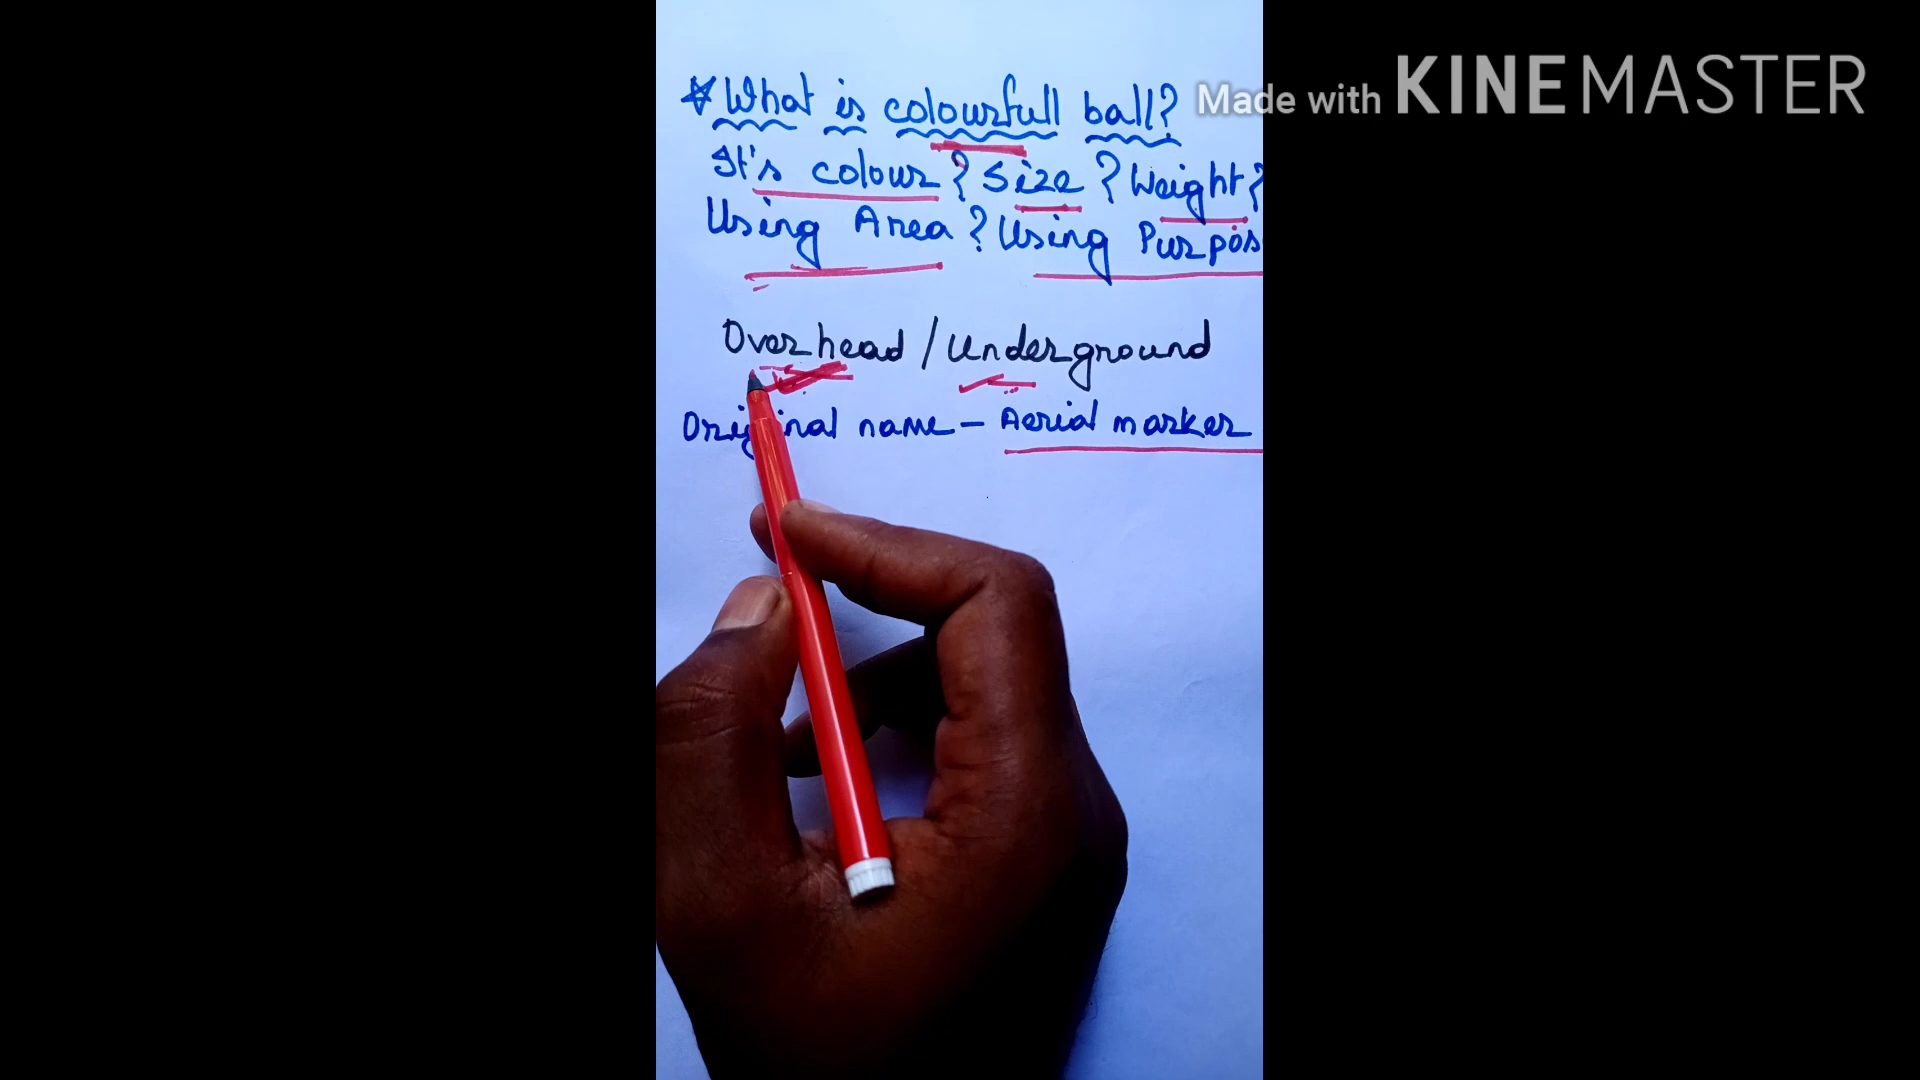 What is colourfull ball?
Made with KINEMASTER
It's colour? Size? Weight?
Using Area? Using Purpos
Overhead / Underground
Original name - Aerial marker